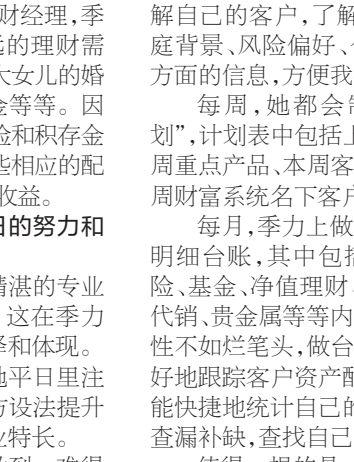 财经理，季
远的理财需
大女儿的婚
金等等。因
险和积存金
些相应的配
收益。
日的努力和
精湛的专业
，这在季力
释和体现。
地平日里注
方设法提升
业特长。
解自己的客户，了解
庭背景、风险偏好、
方面的信息，方便我
每周，她都会制
划”，计划表中包括上
周重点产品、本周客
周财富系统名下客户
每月，季力上做
明细台账，其中包括
险、基金、净值理财、
代销、贵金属等等内
性不如烂笔头，做台
好地跟踪客户资产配
能快捷地统计自己的
查漏补缺，查找自己